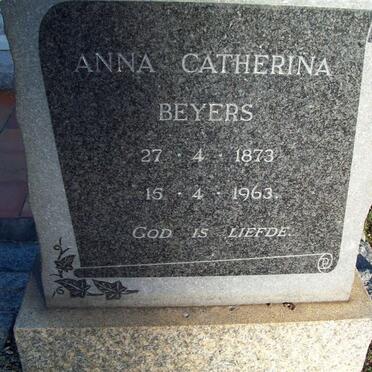 ANNA CATHERINA
BEYERS
27 · 4 · 1873
15 · 4 · 1963.
GOD IS LIEFDE.